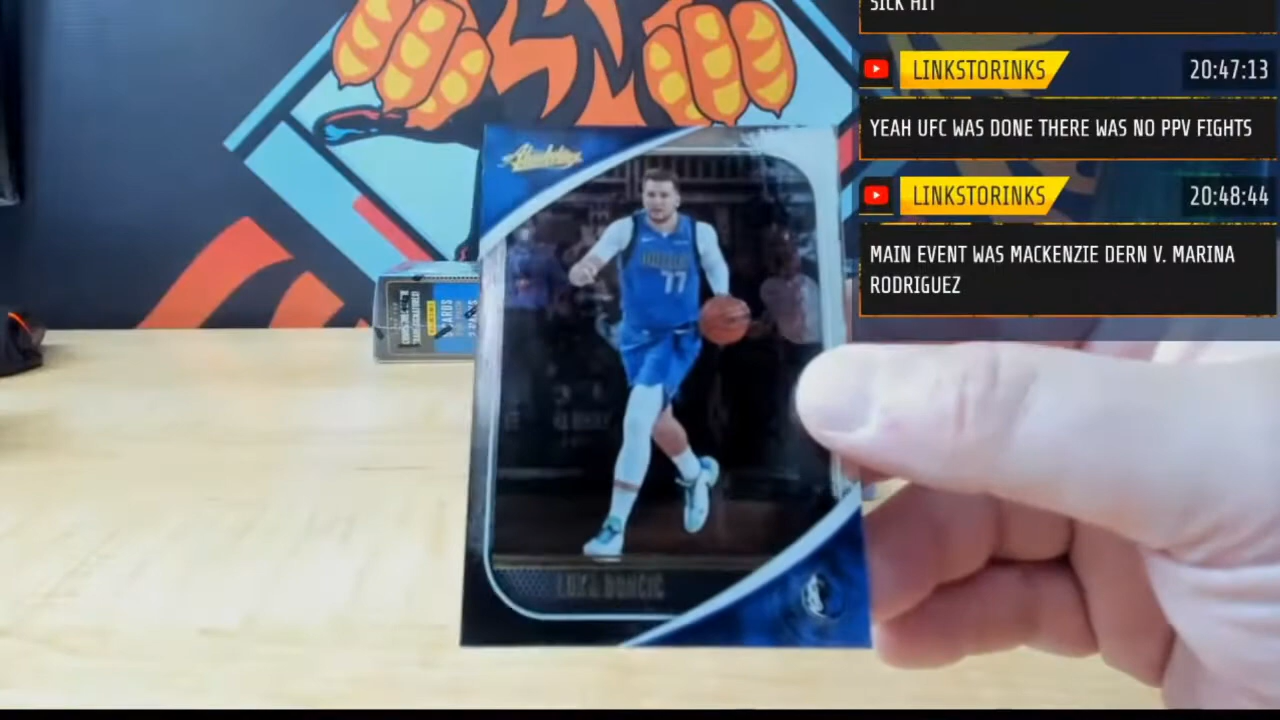 SICK HIT
LINKSTORINKS
20:47:13
YEAH UFC WAS DONE THERE WAS NO PPV FIGHTS
LINKSTORINKS
20:48:44
MAIN EVENT WAS MACKENZIE DERN V. MARINA
RODRIGUEZ
Absolute
77
LUKA DONCIC
CARDS